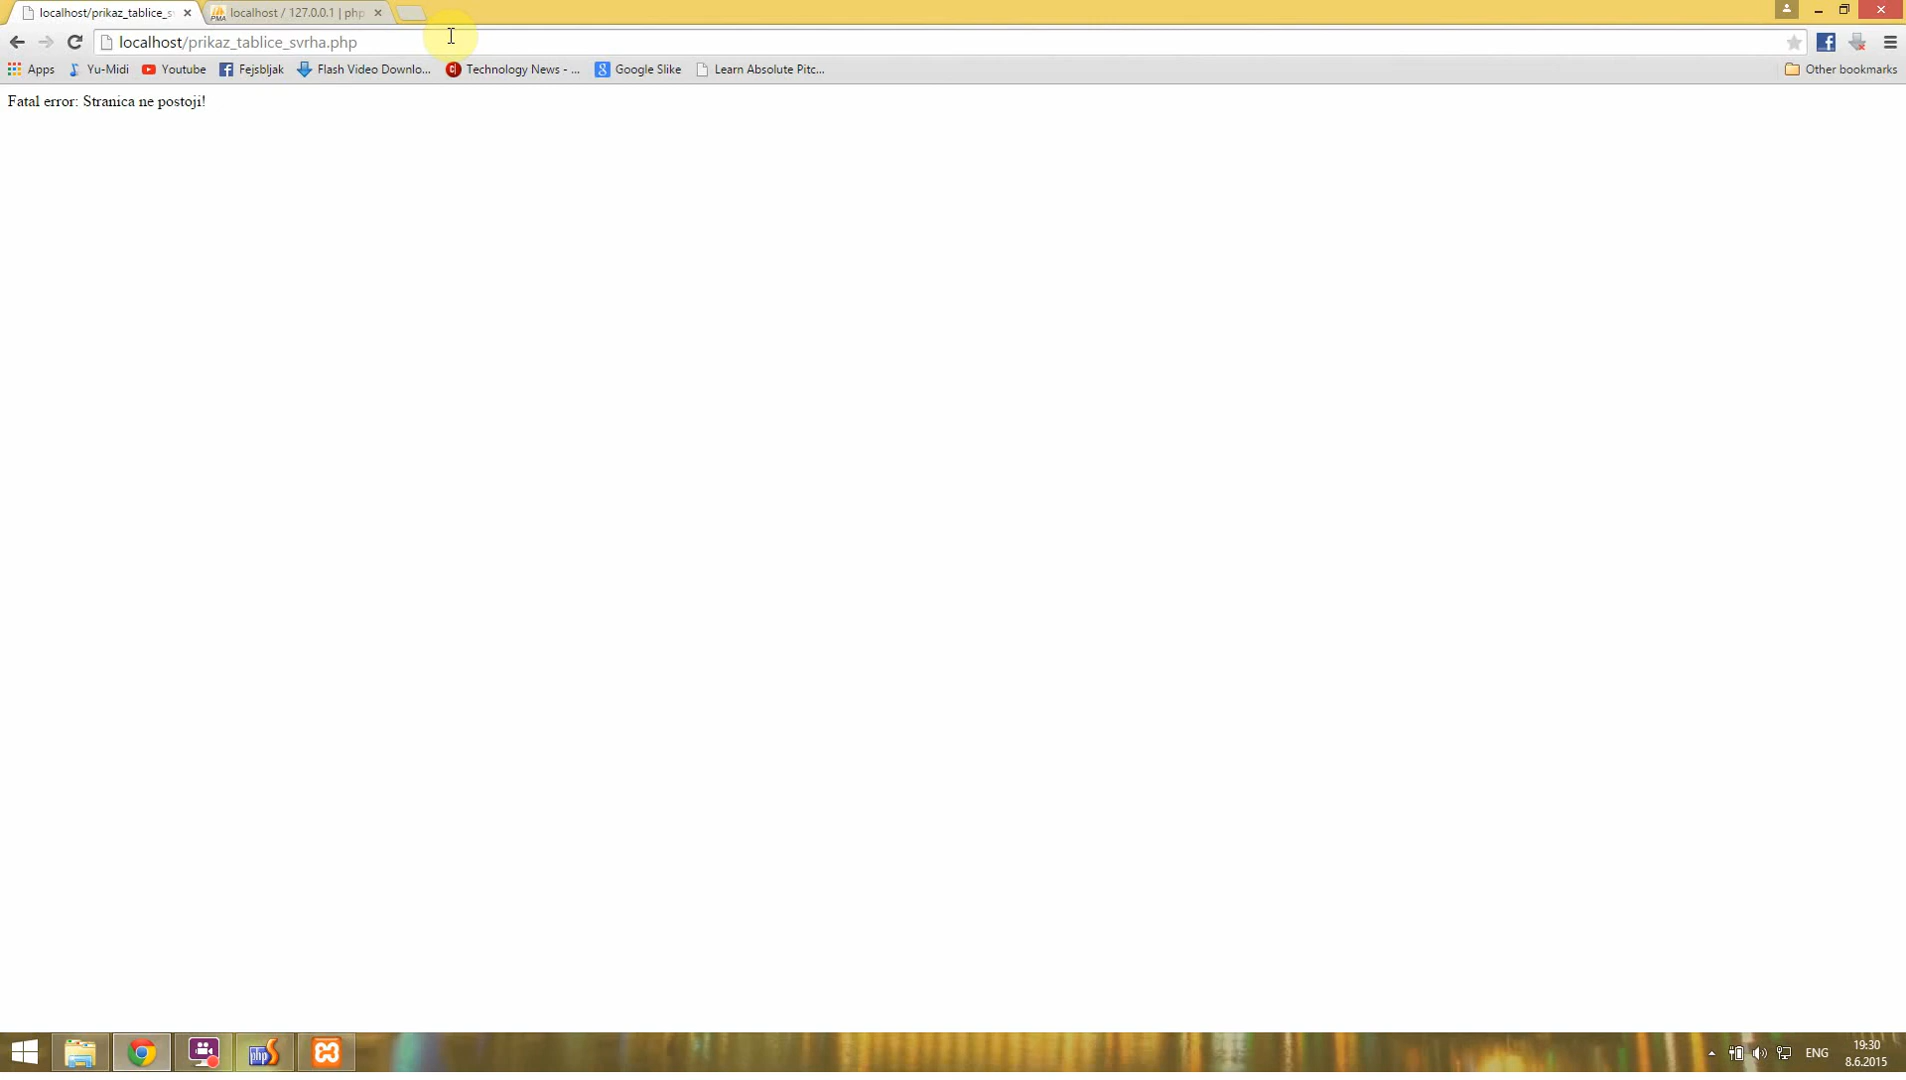 localhost/prikaz_tablice_s
localhost / 127.0.0.1 | php
localhost/prikaz_tablice_svrha.php
Apps
Yu-Midi
Youtube
Fejsbljak
Flash Video Downlo...
Technology News - ...
Google Slike
Learn Absolute Pitc...
Other bookmarks
Fatal error: Stranica ne postoji!
php
ENG
19:30
8.6.2015